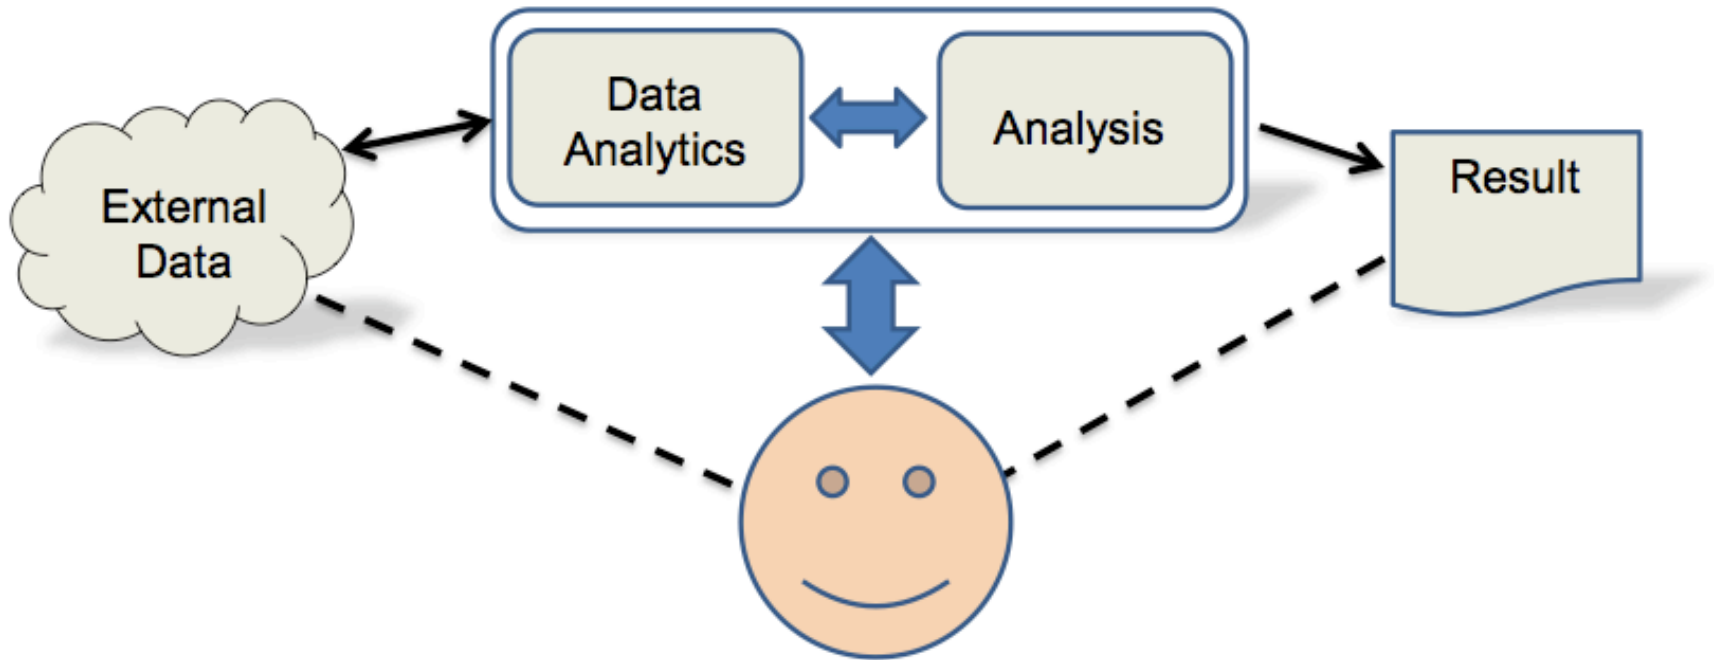 External
Data
Data
Analytics
Analysis
Result